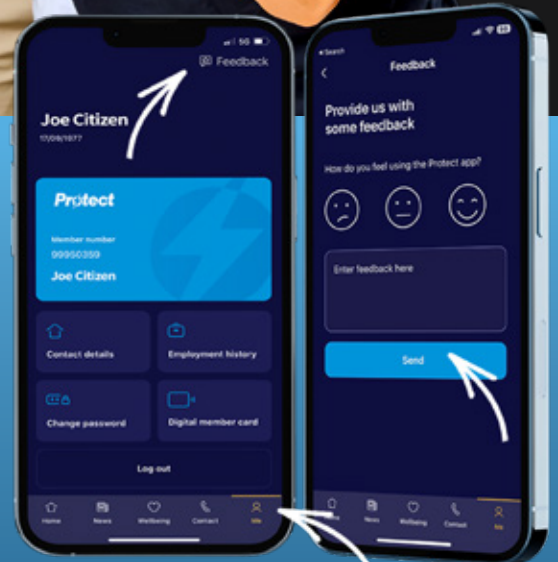 5G
Feedback
Joe Citizen
17/09/1977
Protect
Member number
99950359
Joe Citizen
Contact details
Employment history
Change password
Digital member card
Log out
Home
News
Wellbeing
Contact
Me
Search
Feedback
Provide us with
some feedback
How do you feel using the Protect app?
Enter feedback here
Send
Home
News
Wellbeing
Contact
Me